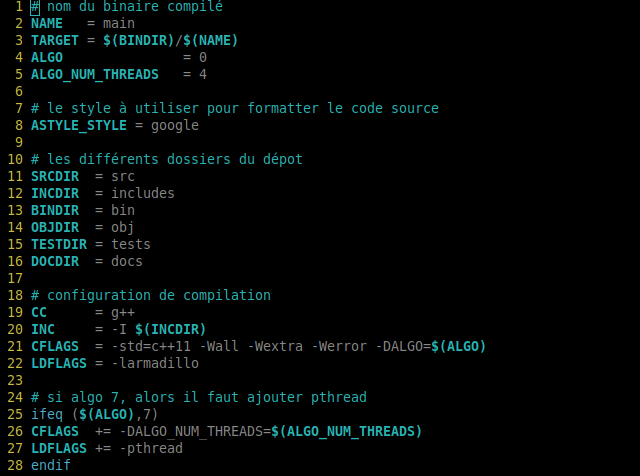 1 # nom du binaire compilé
2 NAME   = main
3 TARGET = $(BINDIR)/$(NAME)
4 ALGO               = 0
5 ALGO_NUM_THREADS   = 4
6
7 # le style à utiliser pour formatter le code source
8 ASTYLE_STYLE = google
9
10 # les différents dossiers du dépot
11 SRCDIR  = src
12 INCDIR  = includes
13 BINDIR  = bin
14 OBJDIR  = obj
15 TESTDIR = tests
16 DOCDIR  = docs
17
18 # configuration de compilation
19 CC      = g++
20 INC     = -I $(INCDIR)
21 CFLAGS  = -std=c++11 -Wall -Wextra -Werror -DALGO=$(ALGO)
22 LDFLAGS = -larmadillo
23
24 # si algo 7, alors il faut ajouter pthread
25 ifeq ($(ALGO),7)
26 CFLAGS  += -DALGO_NUM_THREADS=$(ALGO_NUM_THREADS)
27 LDFLAGS += -pthread
28 endif